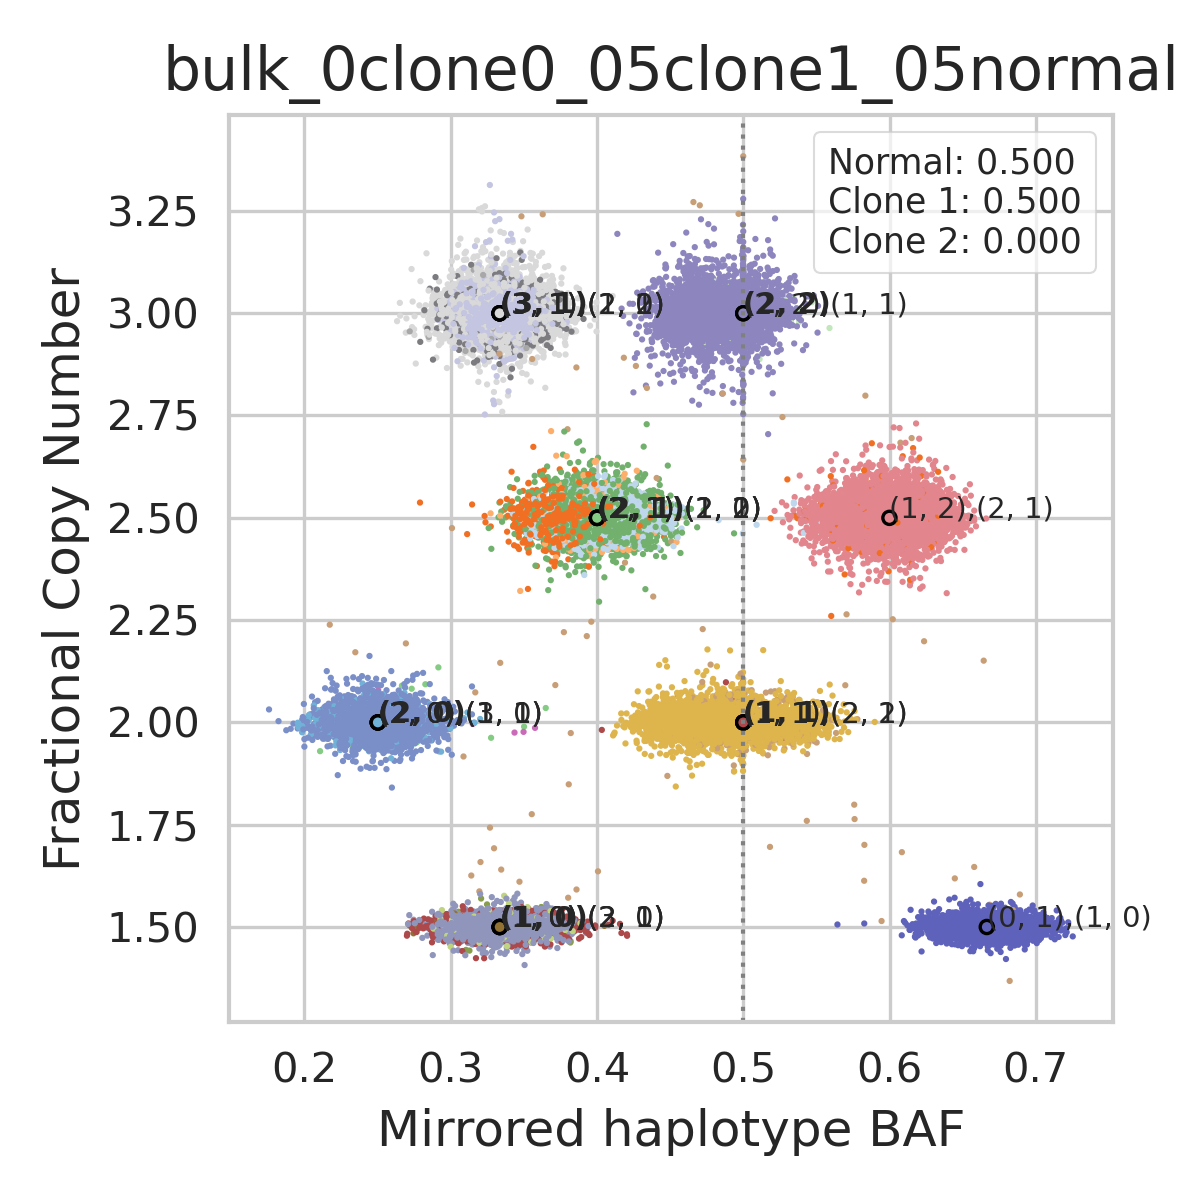 bulk_0clone0_05clone1_05normal
Normal: 0.500
Clone 1: 0.500
Clone 2: 0.000
3.25
3.00
2.75
2.50
2.25
2.00
1.75
1.50
Fractional Copy Number
(2, 2) (1, 1)
(1, 2),(2, 1)
(0, 1),(1, 0)
0.2 0.3 0.4 0.5 0.6 0.7
Mirrored haplotype BAF